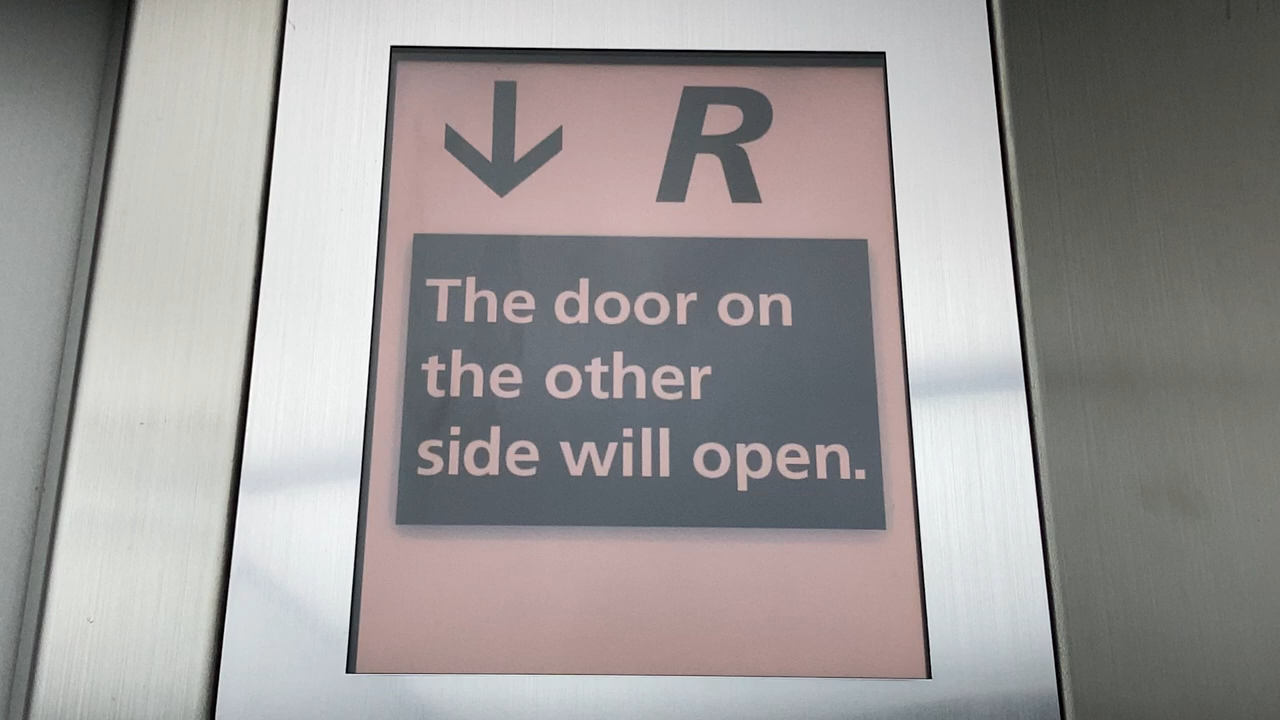 ↓ R
The door on
the other
side will open.